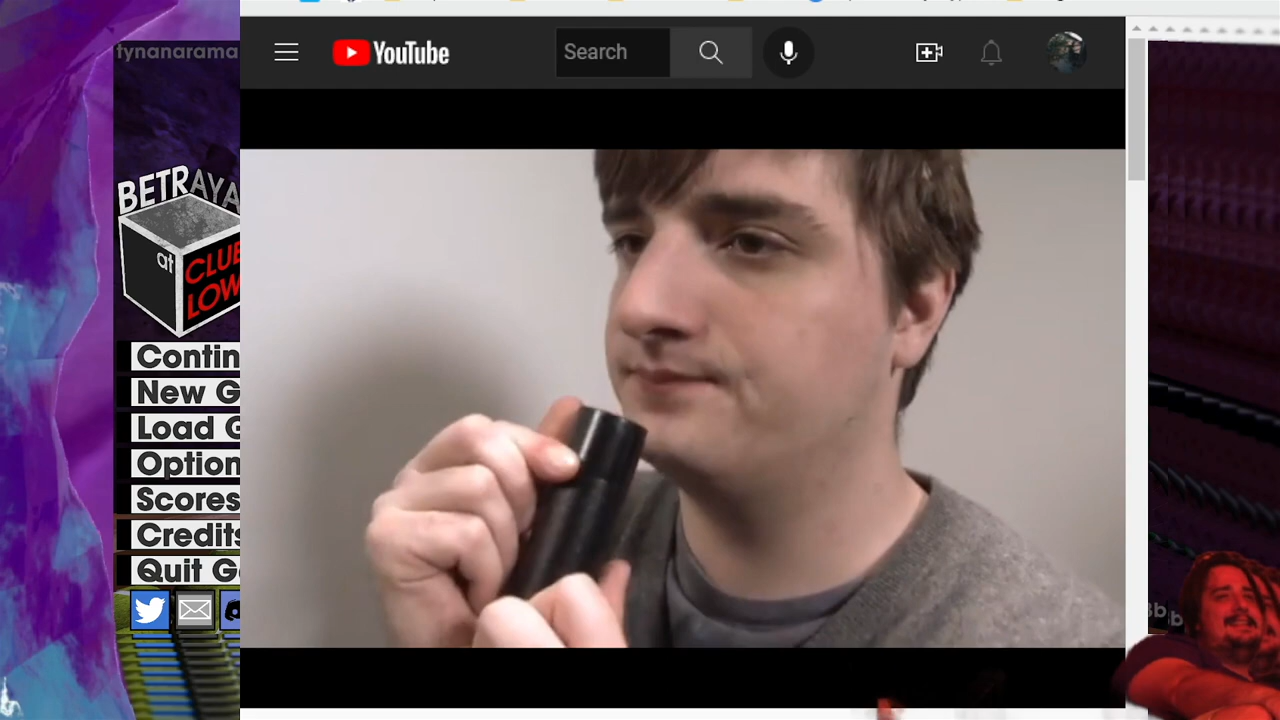 YouTube
Search
tynanarama
BETRAYA
at
CLUB
LOW
Contin
New G
Load G
Option
Scores
Credits
Quit G